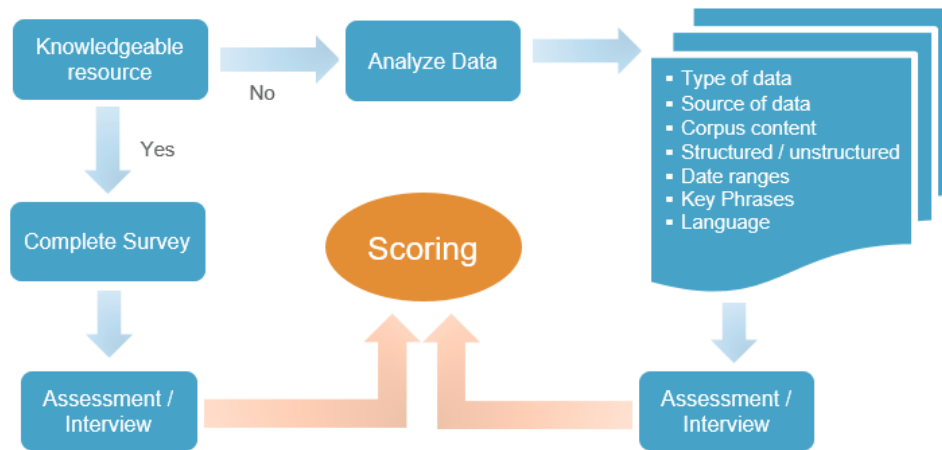 Knowledgeable
resource
No
Analyze Data
▪ Type of data
▪ Source of data
▪ Corpus content
▪ Structured / unstructured
▪ Date ranges
▪ Key Phrases
▪ Language
Yes
Complete Survey
Scoring
Assessment /
Interview
Assessment /
Interview